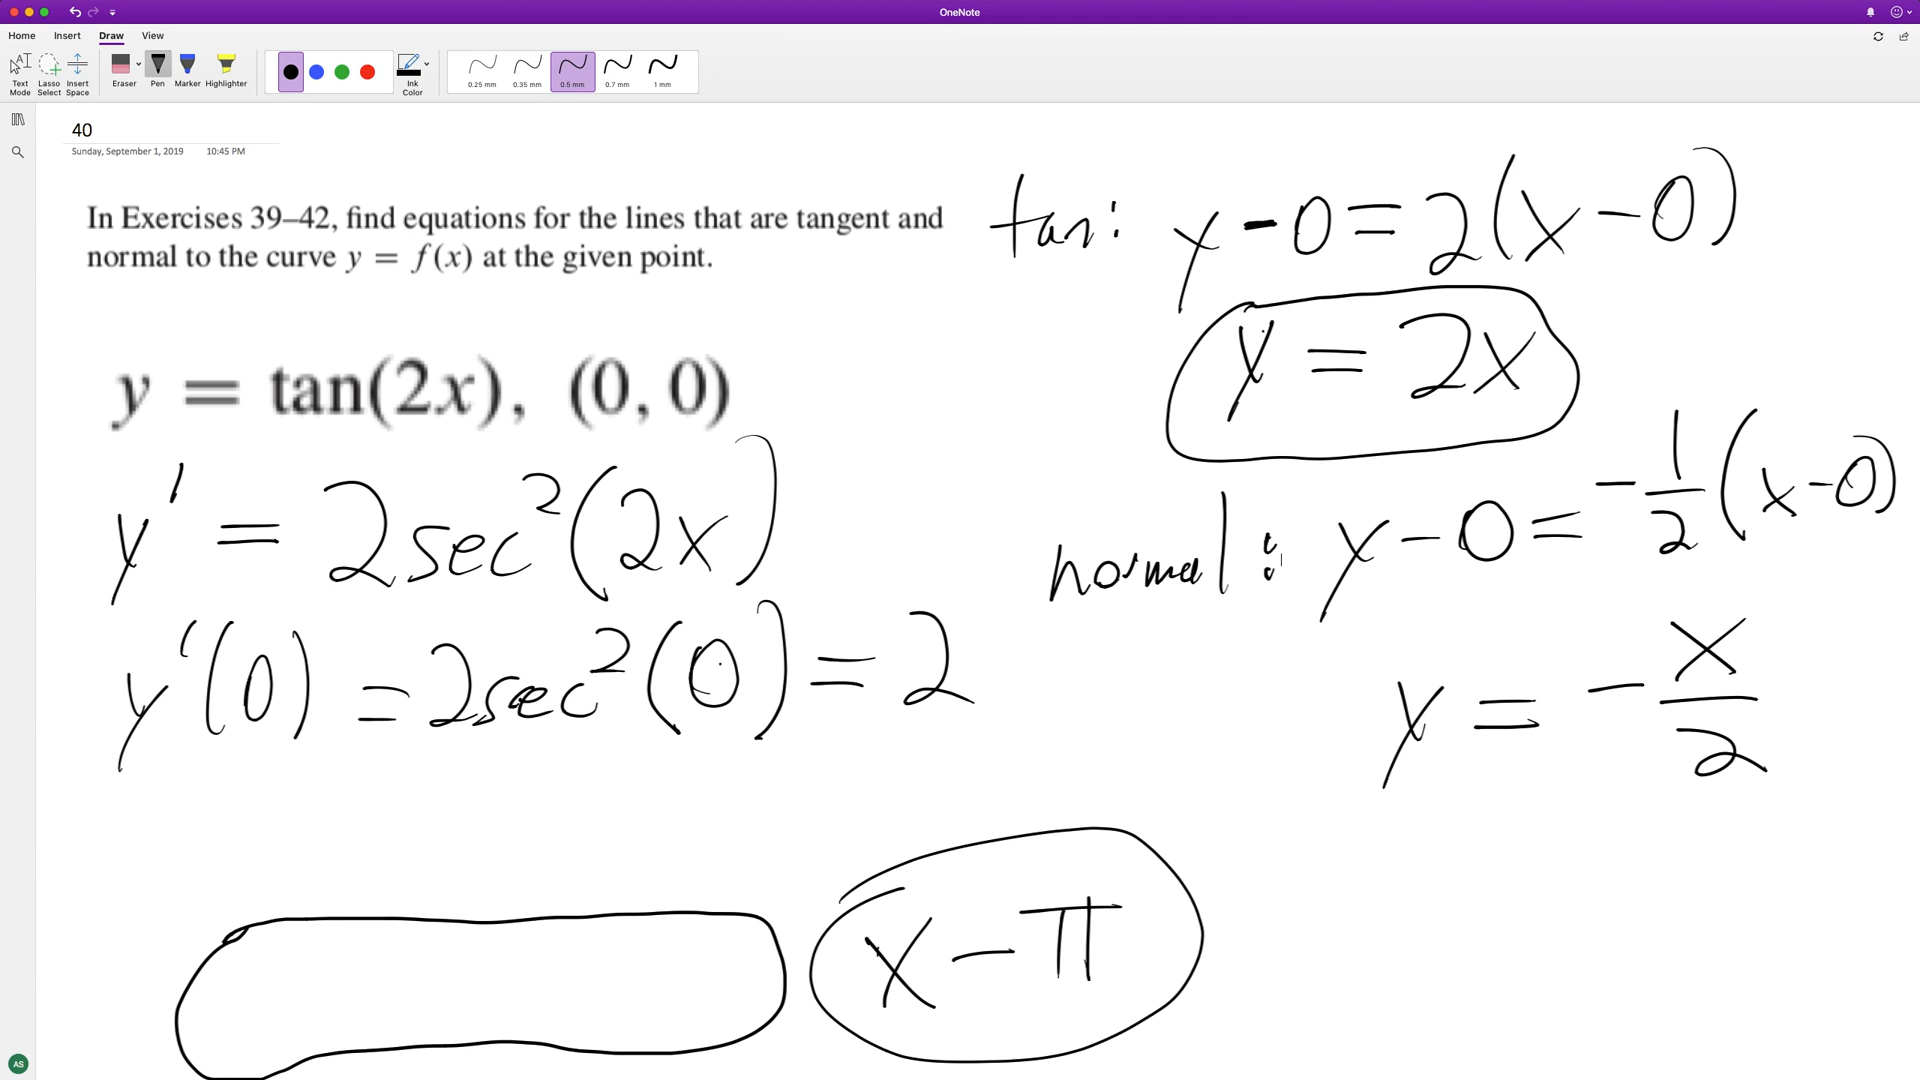 OneNote
Home Insert Draw View
Text Mode
Lasso Select
Insert Space
Eraser
Pen
Marker
Highlighter
Ink Color
0.25 mm
0.35 mm
0.5 mm
0.7 mm
1 mm
40
Sunday, September 1, 2019 10:45 PM
In Exercises 39–42, find equations for the lines that are tangent and
normal to the curve y = f(x) at the given point.
y = tan(2x), (0, 0)
y' = 2sec²(2x)
y'(0) = 2sec²(0) = 2
tan: y-0=2(x-0)
y = 2x
normal: y-0=-1/2(x-0)
y = -x/2
x-π
AS